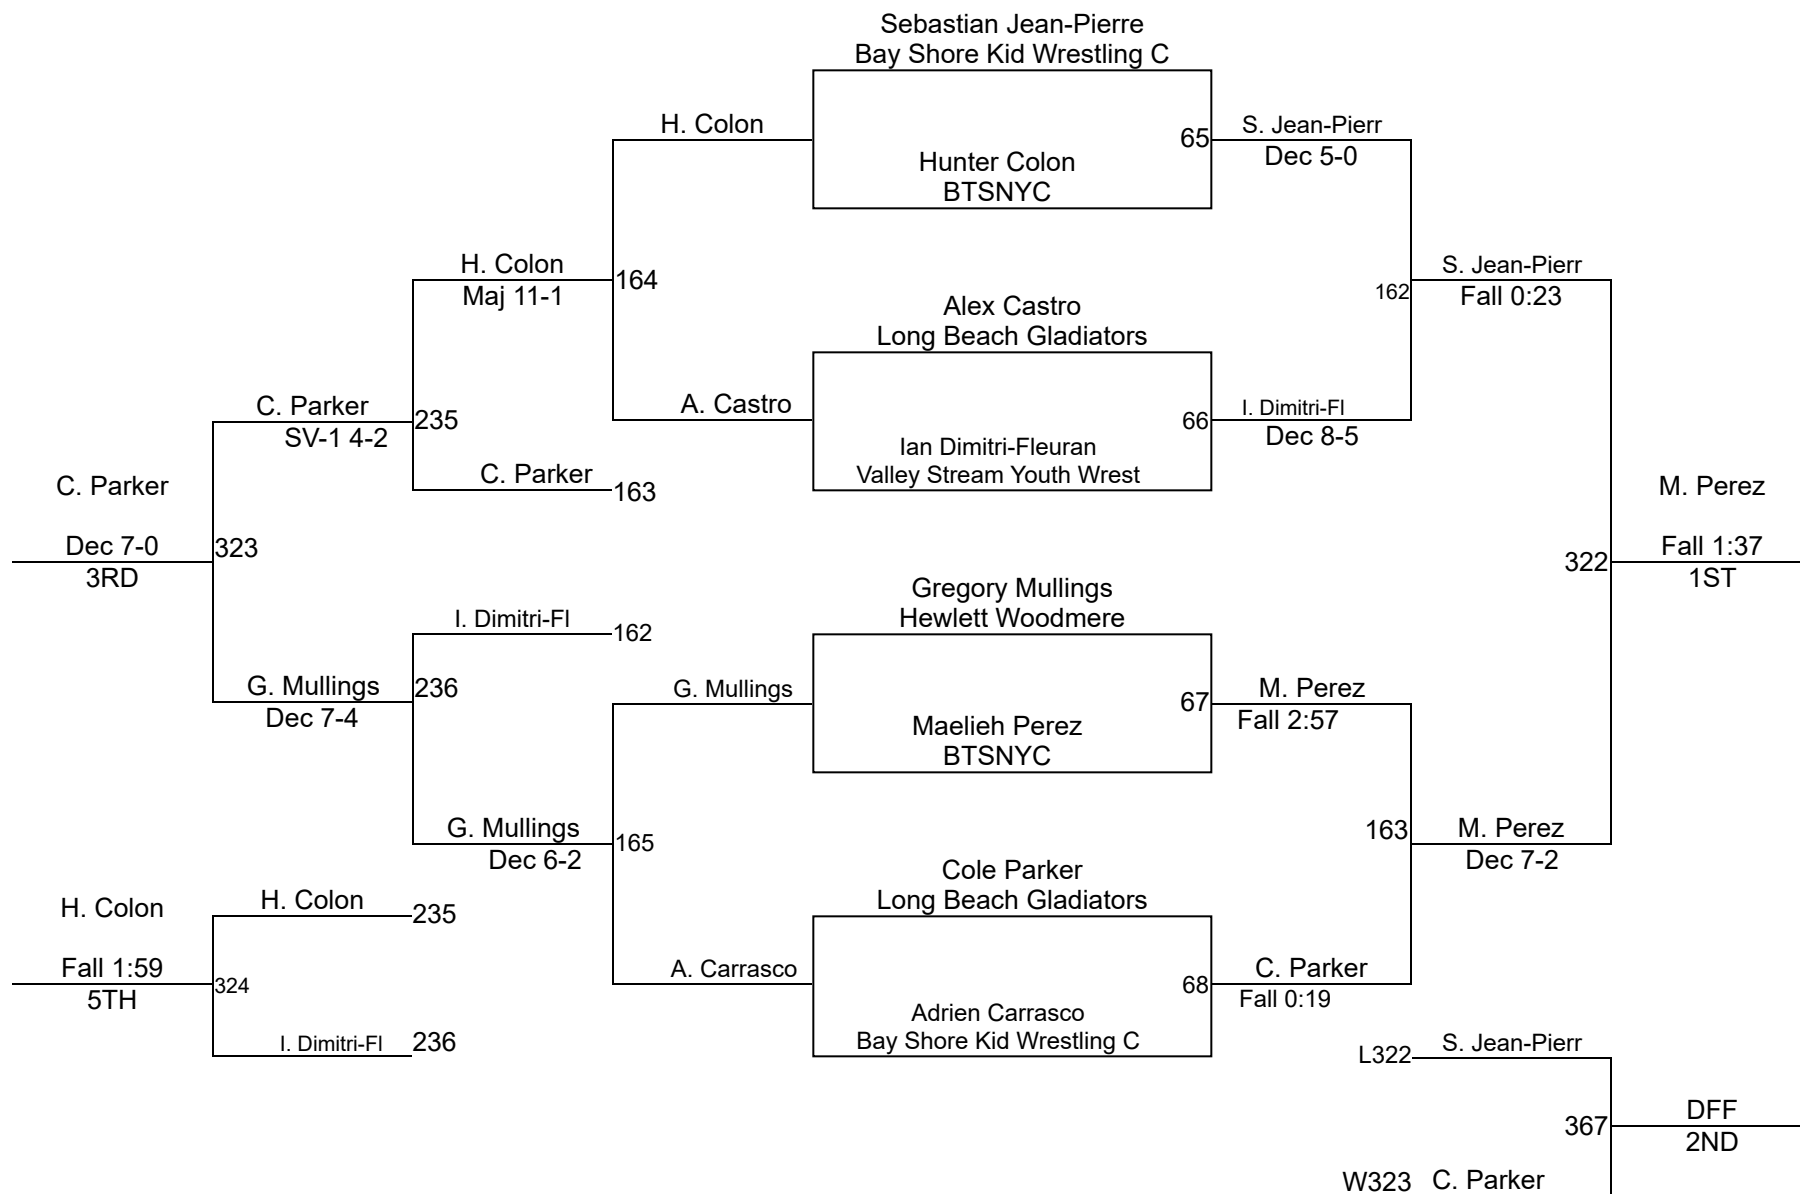 Sebastian Jean-Pierre
Bay Shore Kid Wrestling C
H. Colon
65
S. Jean-Pierr
Dec 5-0
Hunter Colon
BTSNYC
H. Colon
Maj 11-1
164
Alex Castro
Long Beach Gladiators
162
S. Jean-Pierr
Fall 0:23
C. Parker
SV-1 4-2
235
A. Castro
66
I. Dimitri-Fl
Dec 8-5
Ian Dimitri-Fleuran
Valley Stream Youth Wrest
C. Parker
163
C. Parker
Dec 7-0
3RD
323
M. Perez
322
Fall 1:37
1ST
Gregory Mullings
Hewlett Woodmere
I. Dimitri-Fl
162
G. Mullings
Dec 7-4
236
G. Mullings
67
M. Perez
Fall 2:57
Maelieh Perez
BTSNYC
G. Mullings
Dec 6-2
165
163
M. Perez
Dec 7-2
Cole Parker
Long Beach Gladiators
H. Colon
H. Colon
235
Fall 1:59
5TH
324
A. Carrasco
68
C. Parker
Fall 0:19
Adrien Carrasco
Bay Shore Kid Wrestling C
I. Dimitri-Fl
236
L322
S. Jean-Pierr
367
DFF
2ND
W323
C. Parker